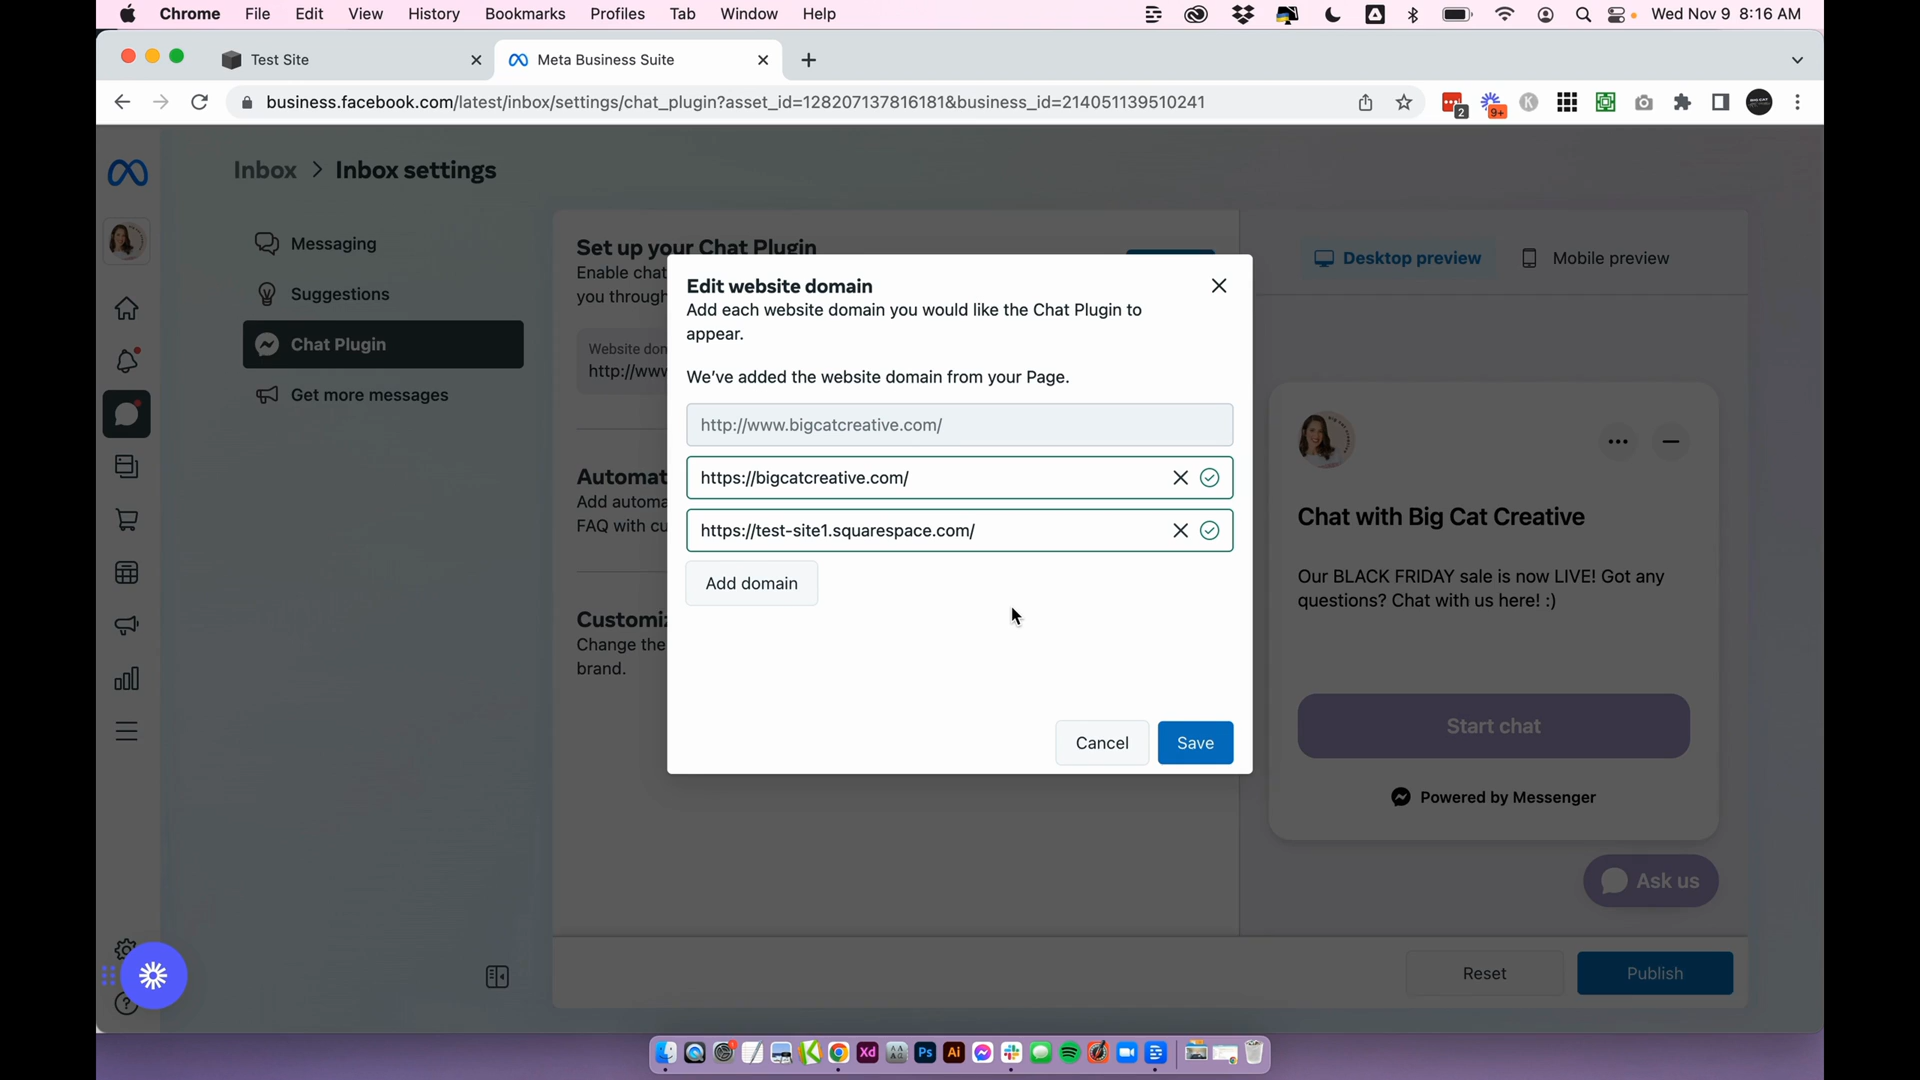 Chrome File Edit View History Bookmarks Profiles Tab Window Help Wed Nov 9 8:16 AM
Test Site
Meta Business Suite
business.facebook.com/latest/inbox/settings/chat_plugin?asset_id=128207137816181&business_id=214051139510241
2
9+
K
Inbox > Inbox settings
Messaging
Suggestions
Chat Plugin
Get more messages
Set up your Chat Plugin
Enable chat
you through
Website dom
http://www
Automat
Add automa
FAQ with cu
Customiz
Change the
brand.
Edit website domain
Add each website domain you would like the Chat Plugin to
appear.
We've added the website domain from your Page.
http://www.bigcatcreative.com/
https://bigcatcreative.com/
https://test-site1.squarespace.com/
Add domain
Cancel
Save
Desktop preview
Mobile preview
Chat with Big Cat Creative
Our BLACK FRIDAY sale is now LIVE! Got any
questions? Chat with us here! :)
Start chat
Powered by Messenger
Ask us
Reset
Publish
Xd
Ps
Ai